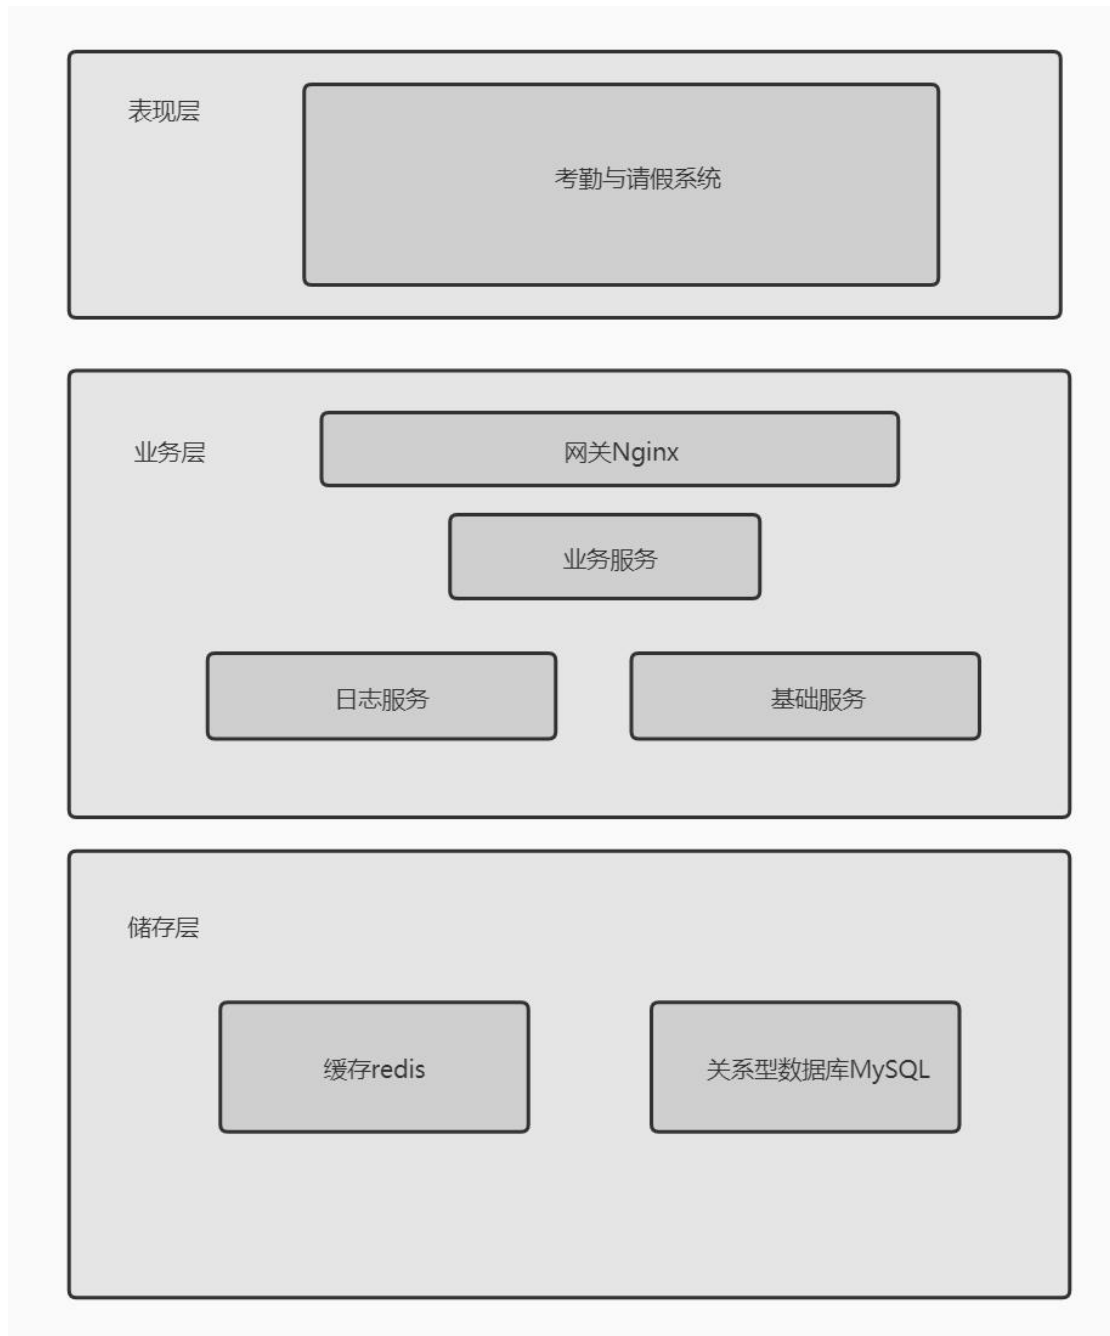 表现层
考勤与请假系统
业务层
网关Nginx
业务服务
日志服务
基础服务
储存层
缓存redis
关系型数据库MySQL